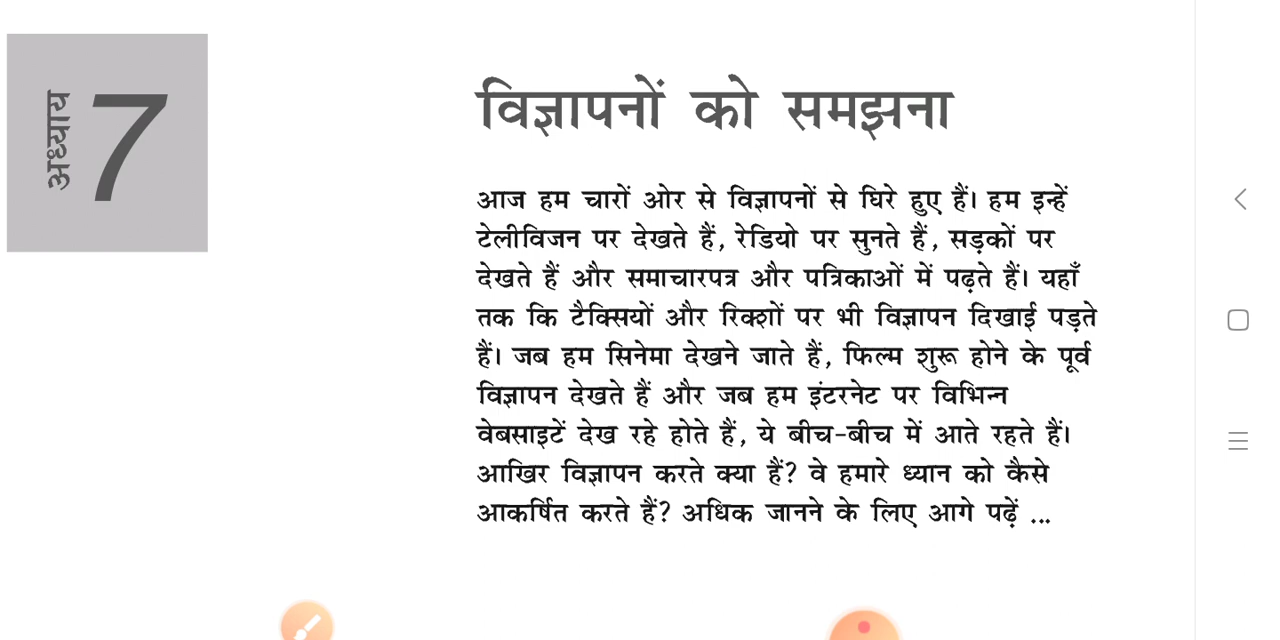 अध्याय 7
विज्ञापनों को समझना
आज हम चारों ओर से विज्ञापनों से घिरे हुए हैं। हम इन्हें
टेलीविजन पर देखते हैं, रेडियो पर सुनते हैं, सड़कों पर
देखते हैं और समाचारपत्र और पत्रिकाओं में पढ़ते हैं। यहाँ
तक कि टैक्सियों और रिक्शों पर भी विज्ञापन दिखाई पड़ते
हैं। जब हम सिनेमा देखने जाते हैं, फिल्म शुरू होने के पूर्व
विज्ञापन देखते हैं और जब हम इंटरनेट पर विभिन्न
वेबसाइटें देख रहे होते हैं, ये बीच-बीच में आते रहते हैं।
आखिर विज्ञापन करते क्या हैं? वे हमारे ध्यान को कैसे
आकर्षित करते हैं? अधिक जानने के लिए आगे पढ़ें ...